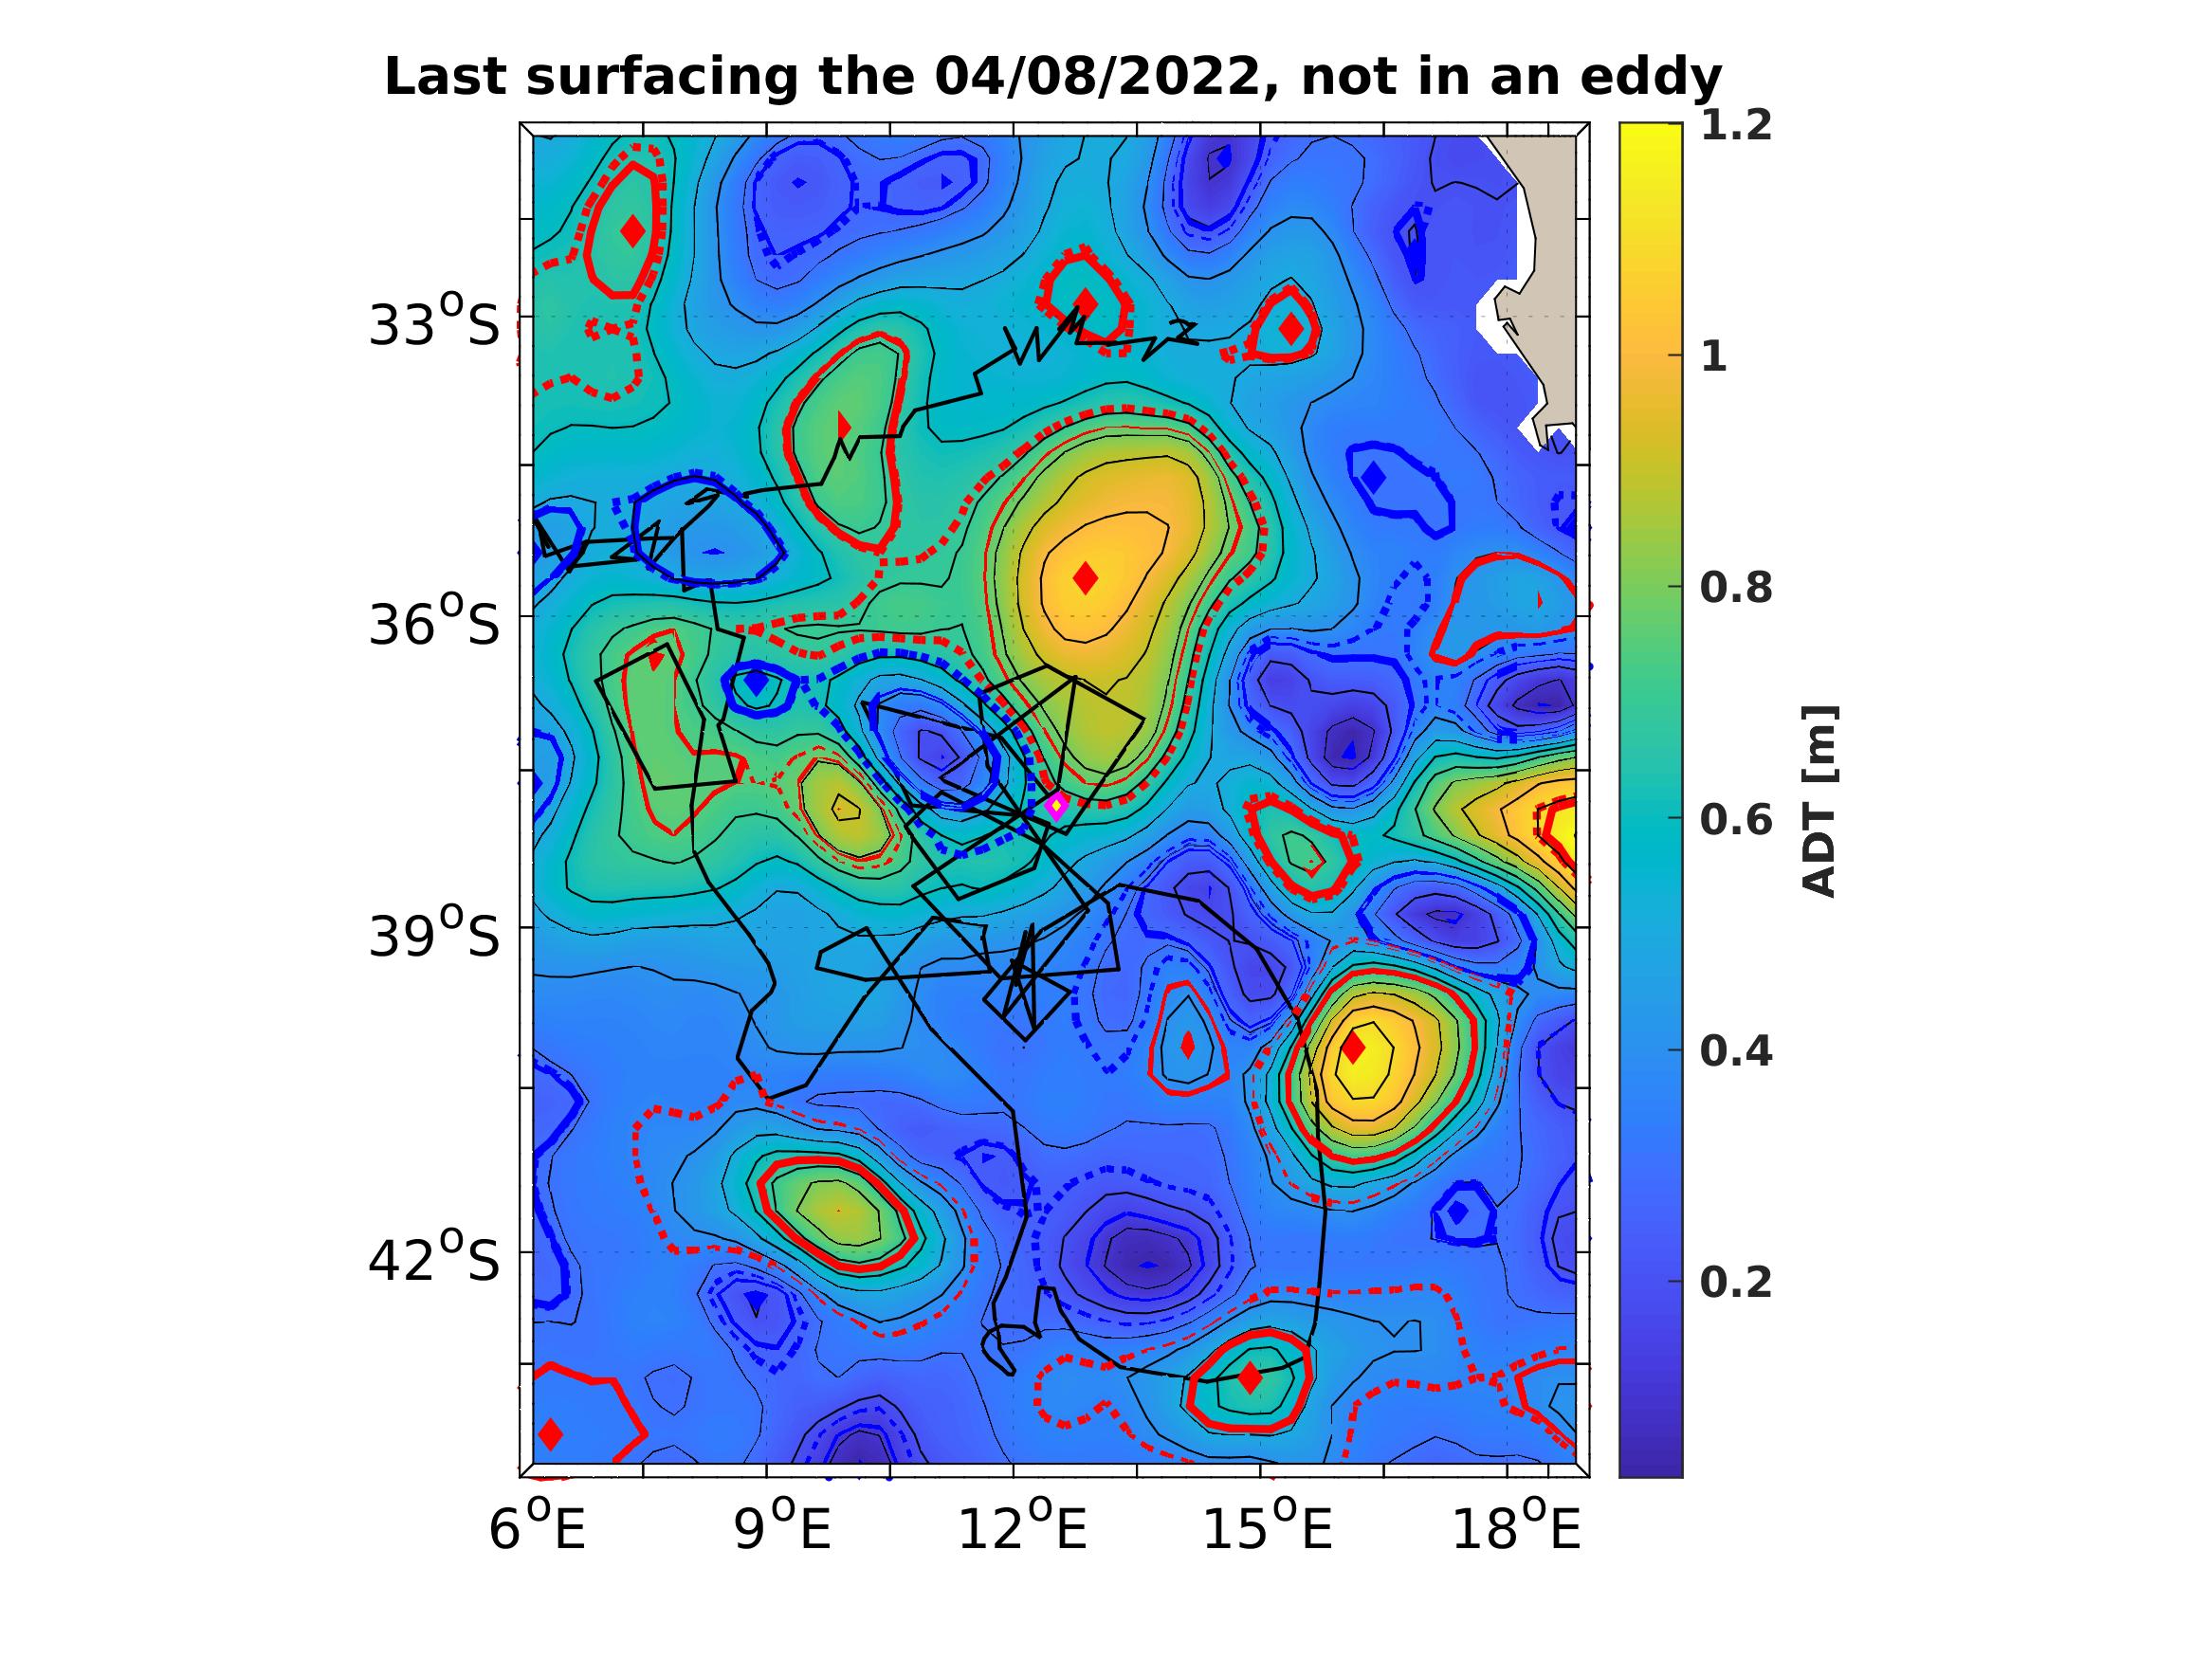 Last surfacing the 04/08/2022, not in an eddy
1.2
1
0.8
0.6
0.4
0.2
ADT [m]
33°S
36°S
39°S
42°S
6°E 9°E 12°E 15°E 18°E